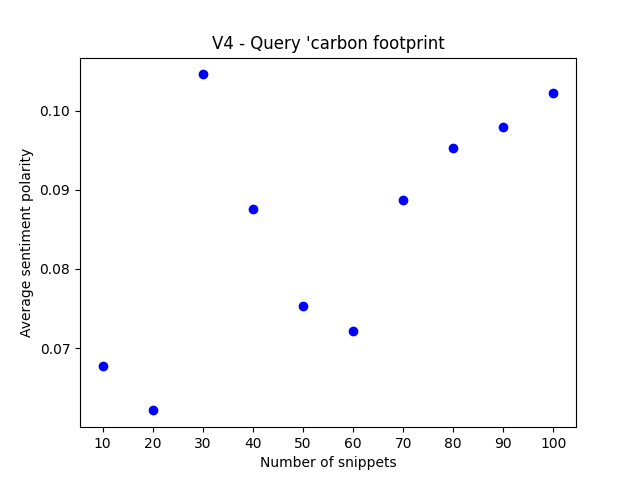 V4 - Query 'carbon footprint
Average sentiment polarity
0.10
0.09
0.08
0.07
10 20 30 40 50 60 70 80 90 100
Number of snippets